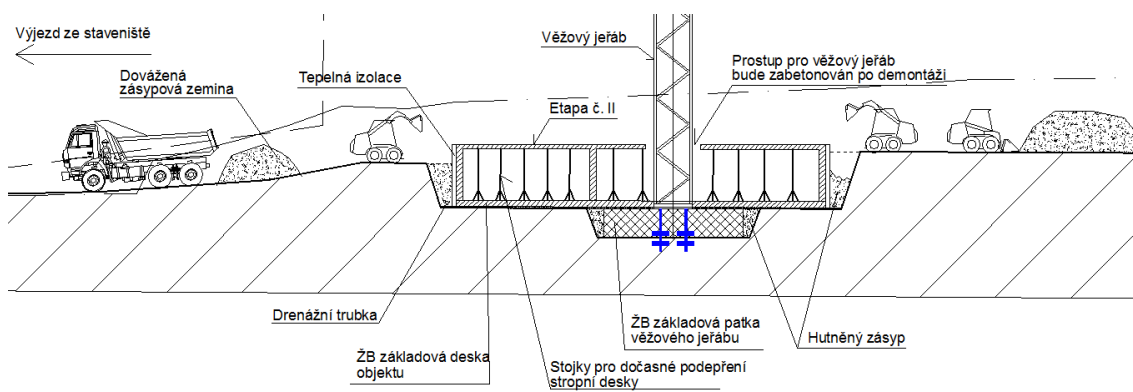 Výjezd ze staveniště
Dovážená
zásypová zemina
Tepelná izolace
Věžový jeřáb
Etapa č. II
Prostup pro věžový jeřáb
bude zabetonován po demontáží
Drenážní trubka
ŽB základová deska
objektu
Stojky pro dočasné podepření
stropní desky
ŽB základová patka
věžového jeřábu
Hutněný zásyp